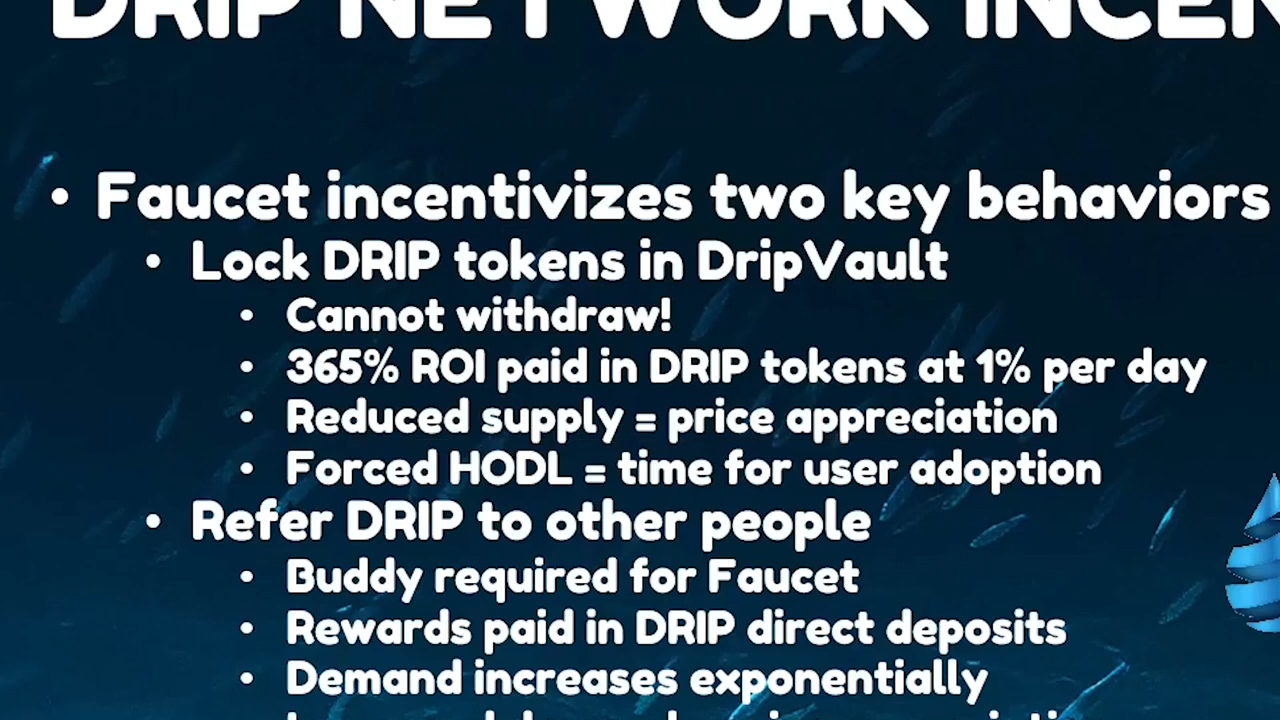 DRIP NETWORK
• Faucet incentivizes two key behaviors
• Lock DRIP tokens in DripVault
• Cannot withdraw!
• 365% ROI paid in DRIP tokens at 1% per day
• Reduced supply = price appreciation
• Forced HODL = time for user adoption
• Refer DRIP to other people
• Buddy required for Faucet
• Rewards paid in DRIP direct deposits
• Demand increases exponentially